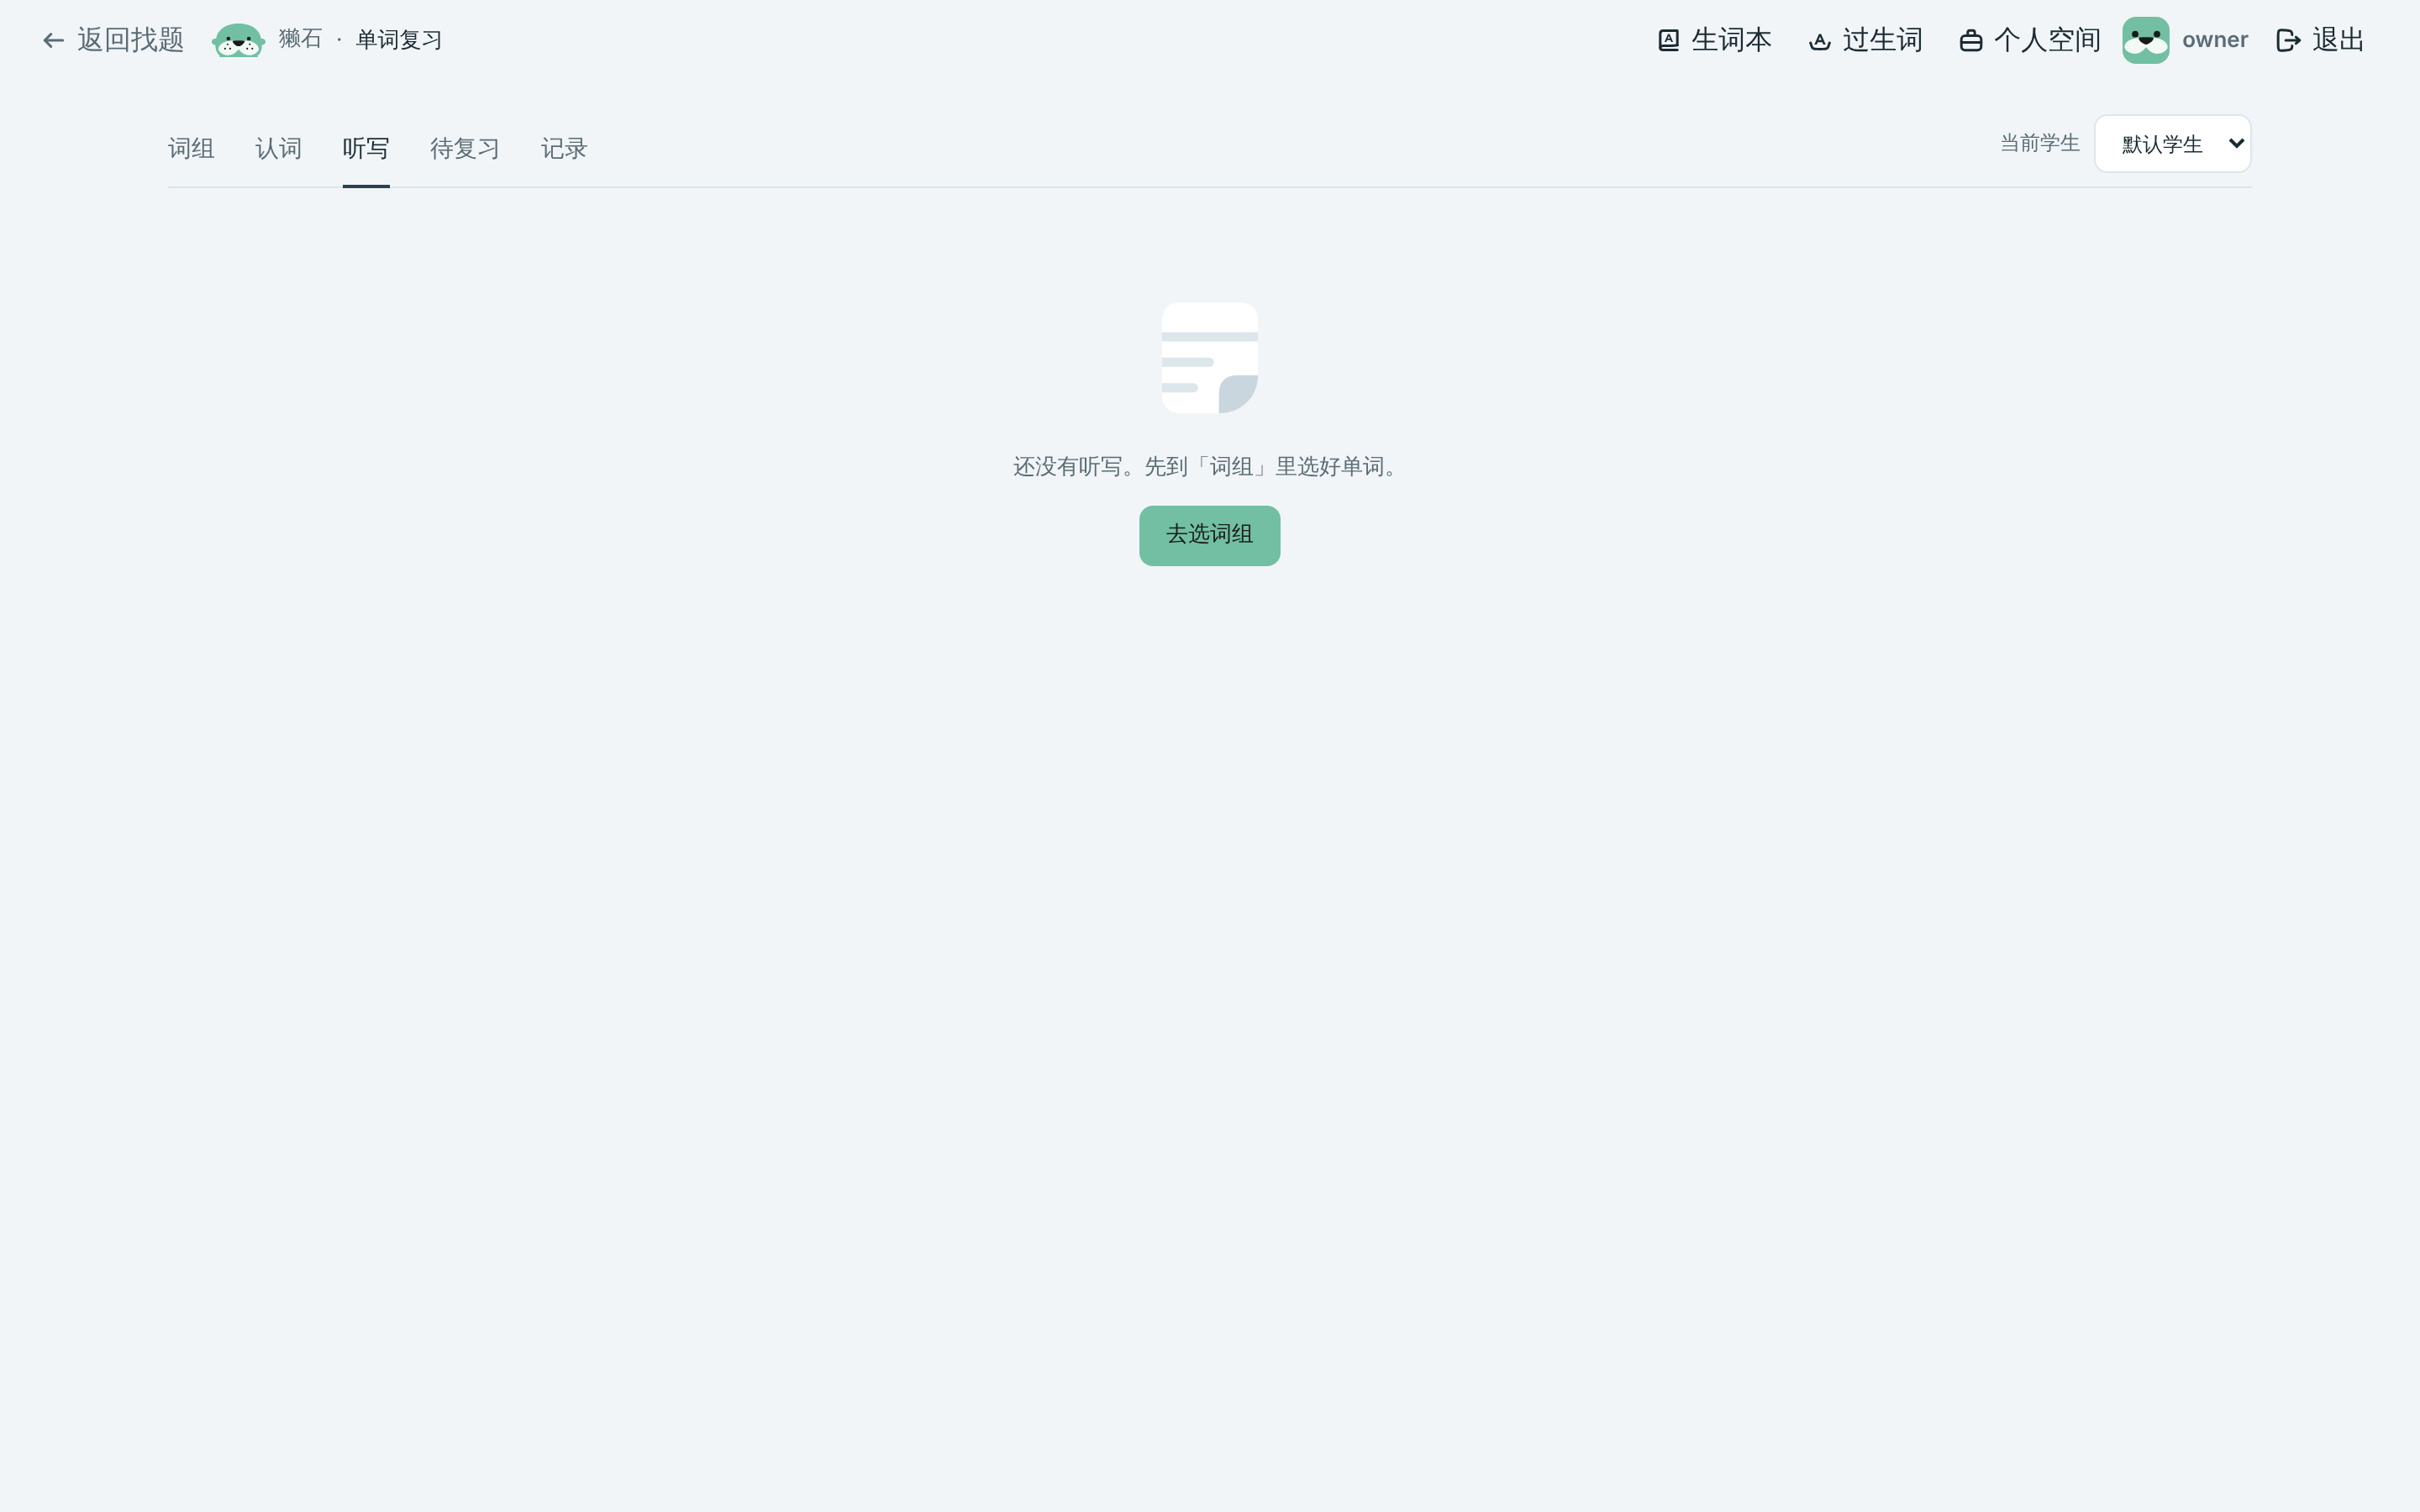 返回找题 獭石 · 单词复习 生词本 过生词 个人空间 owner 退出
词组 认词 听写 待复习 记录 当前学生 默认学生
还没有听写。先到「词组」里选好单词。
去选词组